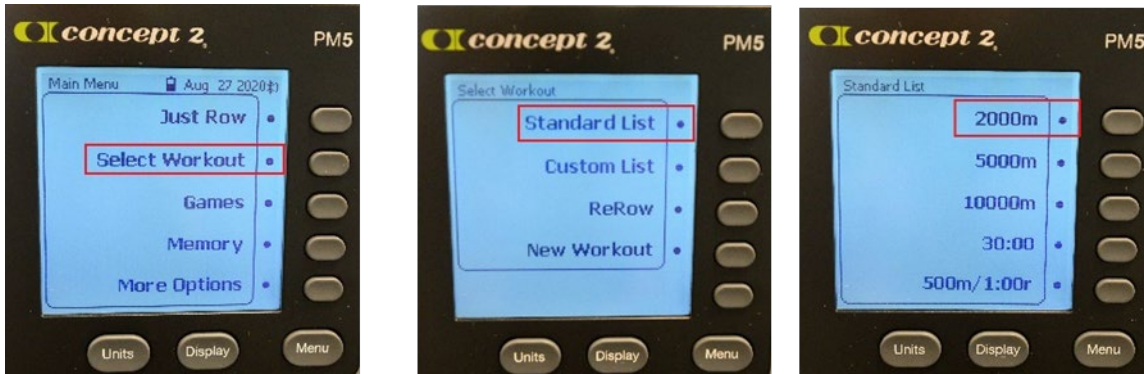 concept 2
PM5
Main Menu Aug 27 2020
Just Row
Select Workout
Games
Memory
More Options
Units Display Menu
concept 2
PM5
Select Workout
Standard List
Custom List
ReRow
New Workout
Units Display Menu
concept 2
PM5
Standard List
2000m
5000m
10000m
30:00
500m/1:00r
Units Display Menu